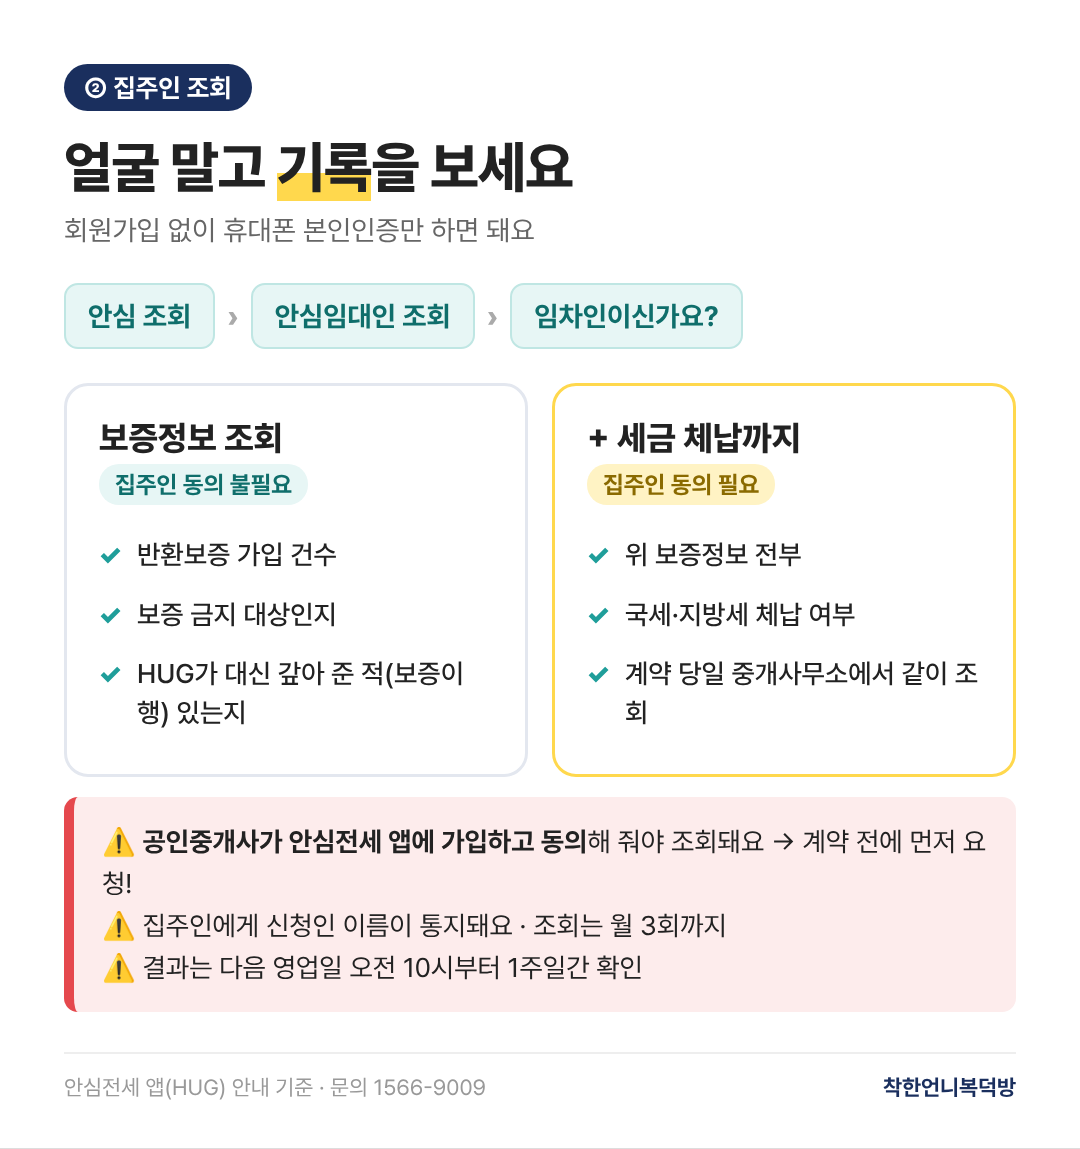 ② 집주인 조회
얼굴 말고 기록을 보세요
회원가입 없이 휴대폰 본인인증만 하면 돼요
안심 조회 › 안심임대인 조회 › 임차인이신가요?
보증정보 조회
집주인 동의 불필요
✔ 반환보증 가입 건수
✔ 보증 금지 대상인지
✔ HUG가 대신 갚아 준 적(보증이
행) 있는지
+ 세금 체납까지
집주인 동의 필요
✔ 위 보증정보 전부
✔ 국세·지방세 체납 여부
✔ 계약 당일 중개사무소에서 같이 조
회
⚠️ 공인중개사가 안심전세 앱에 가입하고 동의해 줘야 조회돼요 → 계약 전에 먼저 요
청!
⚠️ 집주인에게 신청인 이름이 통지돼요 · 조회는 월 3회까지
⚠️ 결과는 다음 영업일 오전 10시부터 1주일간 확인
안심전세 앱(HUG) 안내 기준 · 문의 1566-9009
착한언니복덕방